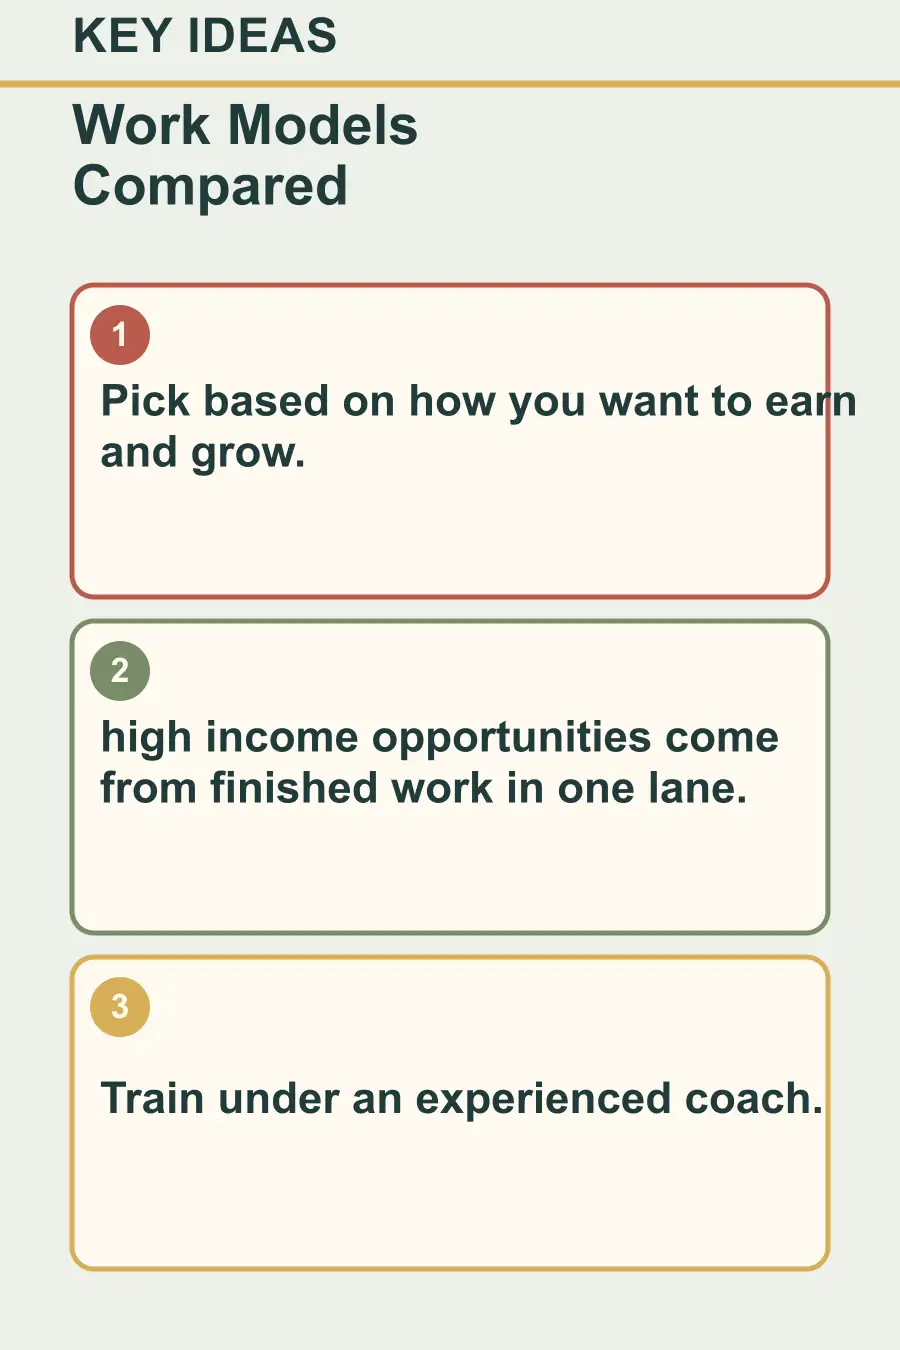 KEY IDEAS
Work Models
Compared
1
Pick based on how you want to earn
and grow.
2
high income opportunities come
from finished work in one lane.
3
Train under an experienced coach.